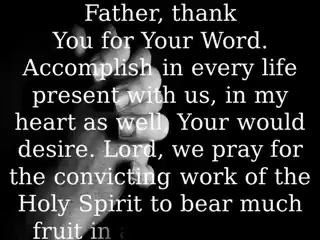 Father, thank
You for Your Word.
Accomplish in every life
present with us, in my
heart as well, Your would
desire. Lord, we pray for
the convicting work of the
Holy Spirit to bear much
fruit in a